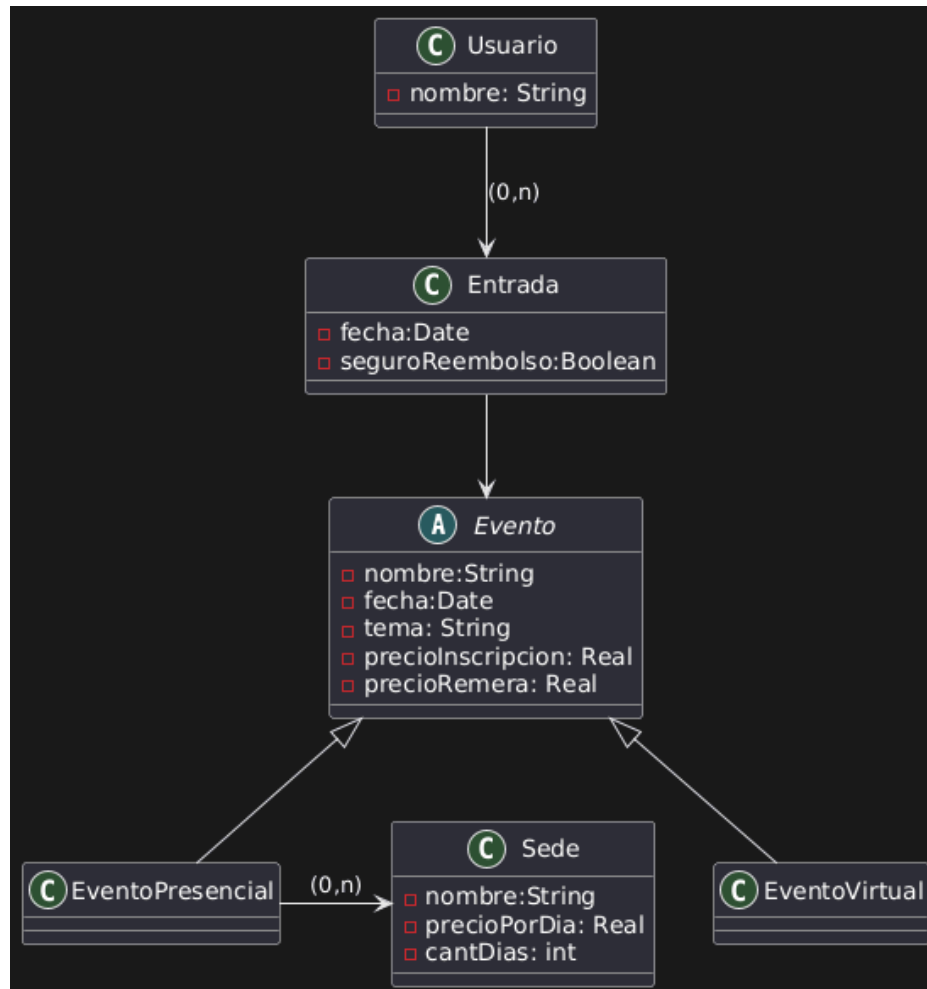 C Usuario
nombre: String
(0,n)
C Entrada
fecha:Date
seguroReembolso:Boolean
A Evento
nombre:String
fecha:Date
tema: String
precioInscripcion: Real
precioRemera: Real
C EventoPresencial
(0,n)
C Sede
nombre:String
precioPorDia: Real
cantDias: int
C EventoVirtual